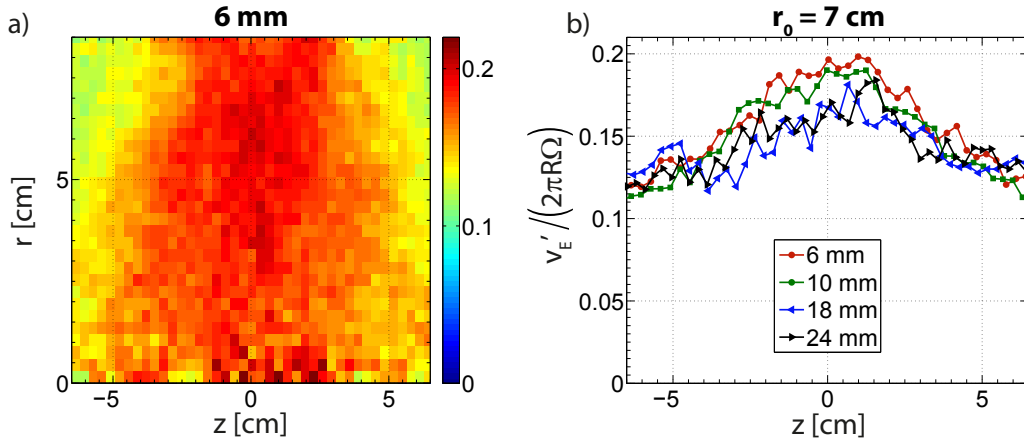 a)
6 mm
r [cm]
5
0
−5
0
5
z [cm]
0.2
0.1
0
b)
r₀ = 7 cm
v_E′/(2πRΩ)
0.2
0.15
0.1
0.05
0
−5
0
5
z [cm]
6 mm
10 mm
18 mm
24 mm